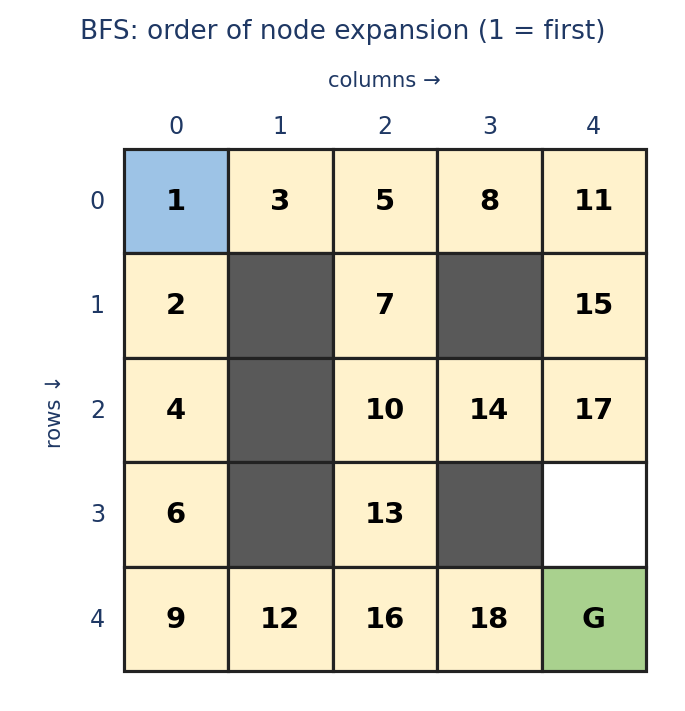 BFS: order of node expansion (1 = first)
columns →
0 1 2 3 4
0 1 3 5 8 11
1 2 7 15
rows ↓
2 4 10 14 17
3 6 13
4 9 12 16 18 G